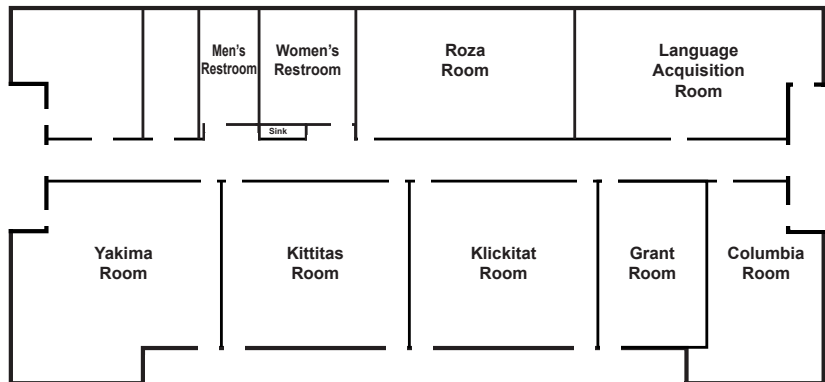 Men's
Restroom
Women's
Restroom
Roza
Room
Language
Acquisition
Room
Sink
Yakima
Room
Kittitas
Room
Klickitat
Room
Grant
Room
Columbia
Room